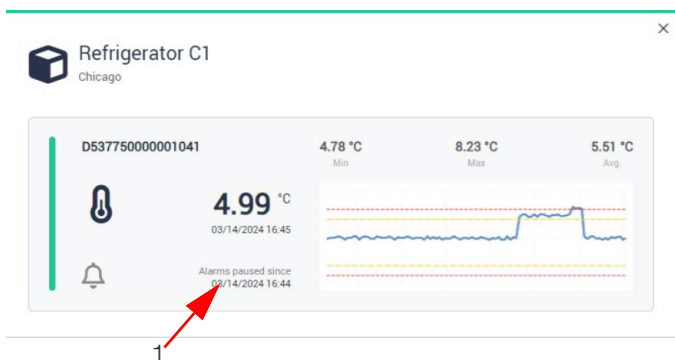 ×
Refrigerator C1
Chicago
D537750000001041
4.78 °C
Min
8.23 °C
Max
5.51 °C
Avg.
4.99 °C
03/14/2024 16:45
Alarms paused since
03/14/2024 16:44
1